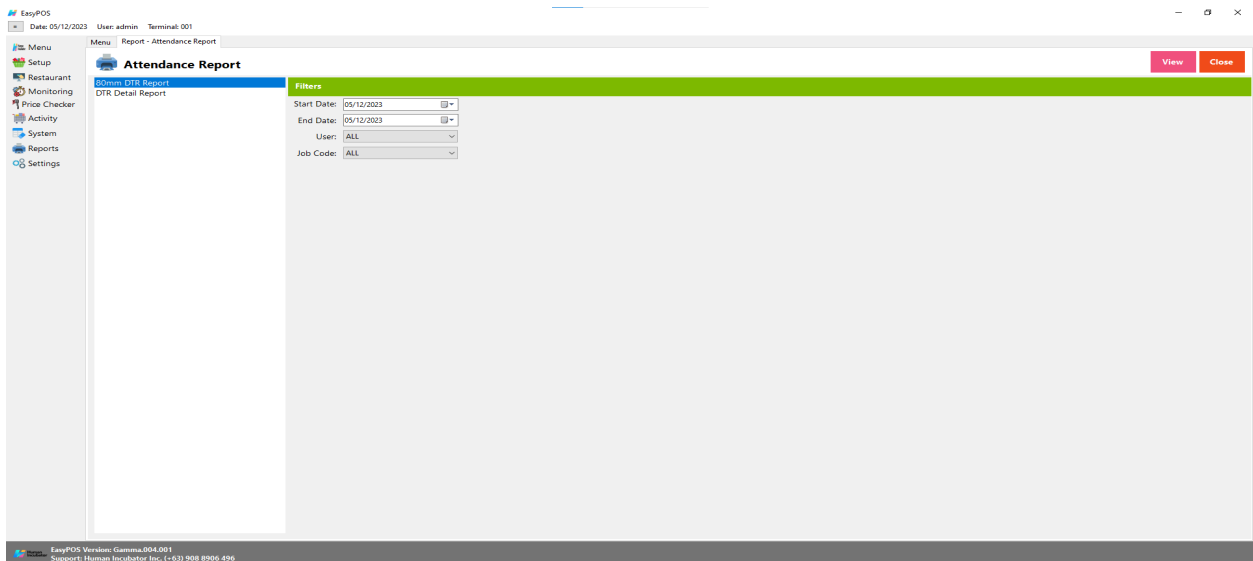 EasyPOS
Date: 05/12/2023 User: admin Terminal: 001
Menu
Setup
Restaurant
Monitoring
Price Checker
Activity
System
Reports
Settings
Menu Report - Attendance Report
Attendance Report
View Close
80mm DTR Report
DTR Detail Report
Filters
Start Date: 05/12/2023
End Date: 05/12/2023
User: ALL
Job Code: ALL
EasyPOS Version: Gamma.004.001
Support: Human Incubator Inc. (+63) 908 8906 496